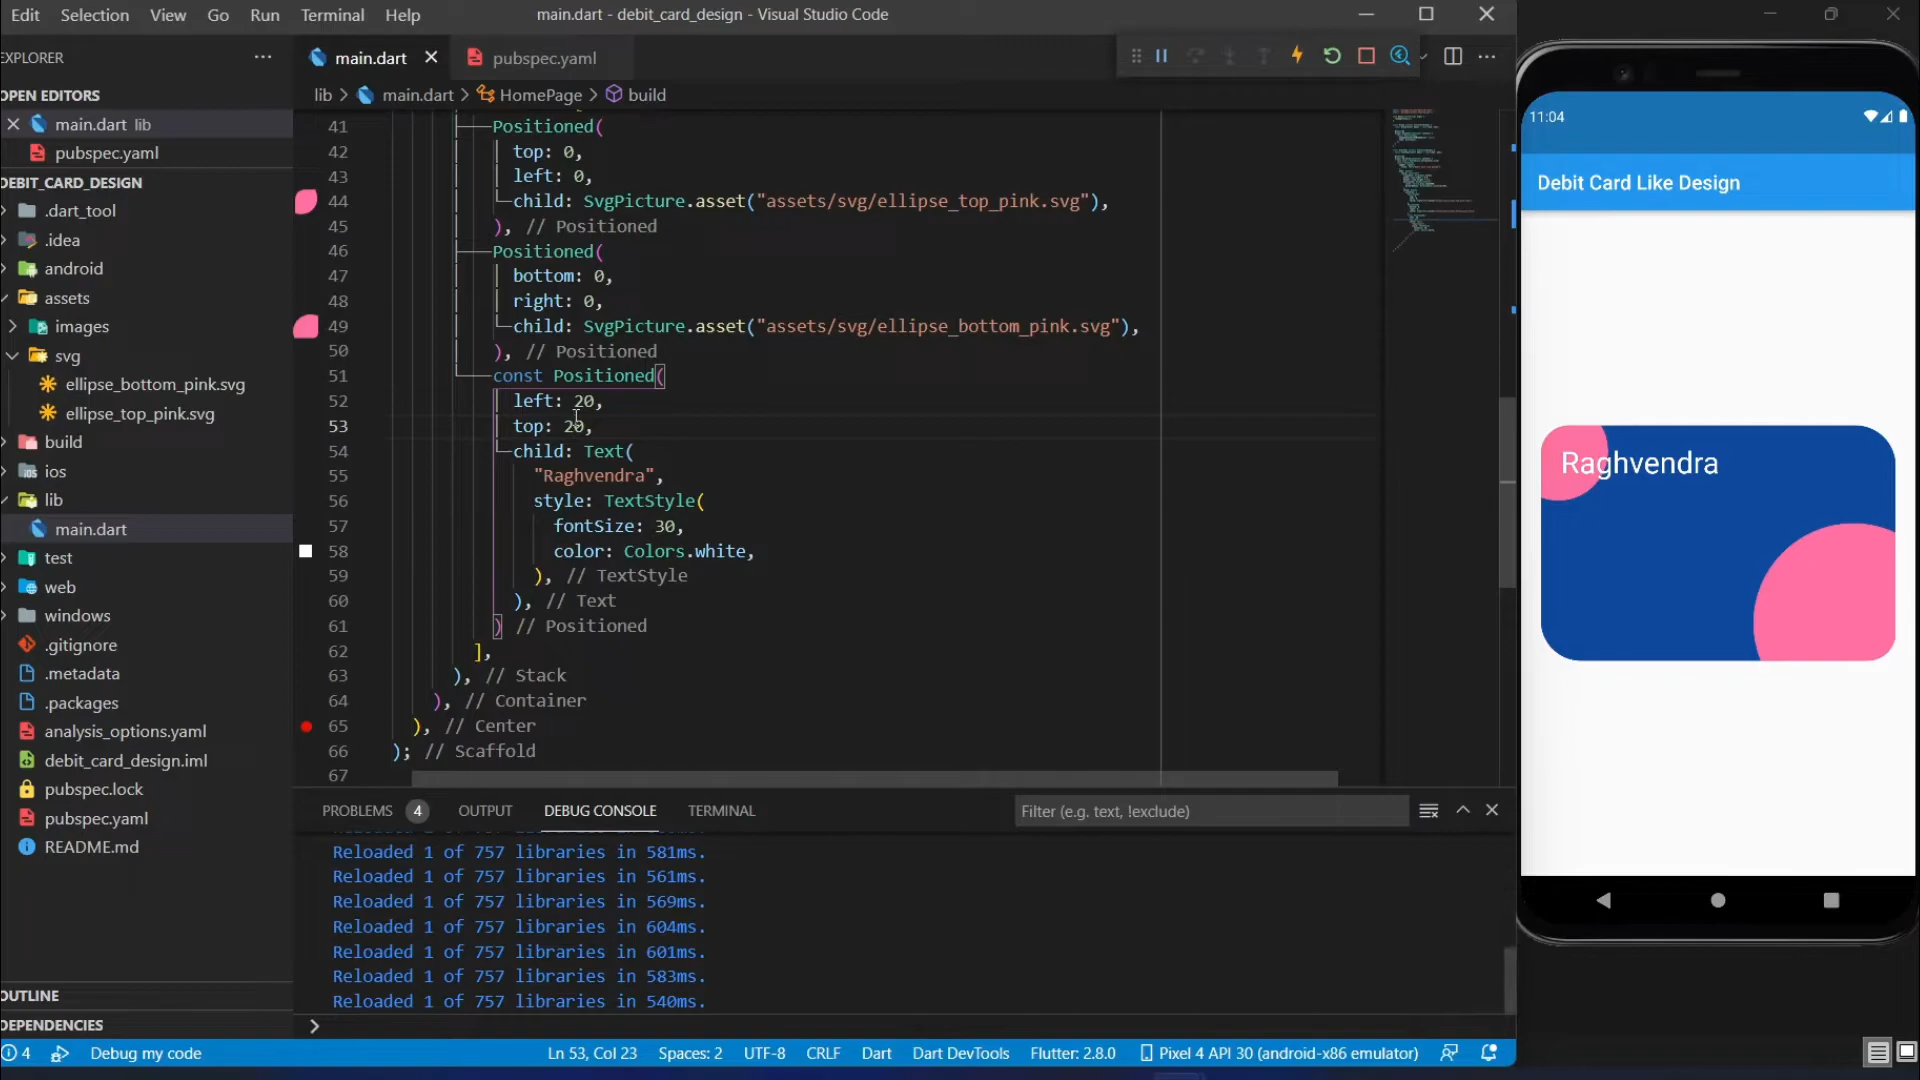 Edit Selection View Go Run Terminal Help
main.dart - debit_card_design - Visual Studio Code
EXPLORER
OPEN EDITORS
main.dart lib
pubspec.yaml
DEBIT_CARD_DESIGN
.dart_tool
.idea
android
assets
images
svg
ellipse_bottom_pink.svg
ellipse_top_pink.svg
build
ios
lib
main.dart
test
web
windows
.gitignore
.metadata
.packages
analysis_options.yaml
debit_card_design.iml
pubspec.lock
pubspec.yaml
README.md
OUTLINE
DEPENDENCIES
main.dart pubspec.yaml
lib > main.dart > HomePage > build
41 Positioned(
42 top: 0,
43 left: 0,
44 child: SvgPicture.asset("assets/svg/ellipse_top_pink.svg"),
45 ), // Positioned
46 Positioned(
47 bottom: 0,
48 right: 0,
49 child: SvgPicture.asset("assets/svg/ellipse_bottom_pink.svg"),
50 ), // Positioned
51 const Positioned(
52 left: 20,
53 top: 20,
54 child: Text(
55 "Raghvendra",
56 style: TextStyle(
57 fontSize: 30,
58 color: Colors.white,
59 ), // TextStyle
60 ), // Text
61 ) // Positioned
62 ],
63 ), // Stack
64 ), // Container
65 ), // Center
66 ); // Scaffold
67
PROBLEMS 4 OUTPUT DEBUG CONSOLE TERMINAL
Filter (e.g. text, !exclude)
Reloaded 1 of 757 libraries in 581ms.
Reloaded 1 of 757 libraries in 561ms.
Reloaded 1 of 757 libraries in 569ms.
Reloaded 1 of 757 libraries in 604ms.
Reloaded 1 of 757 libraries in 601ms.
Reloaded 1 of 757 libraries in 583ms.
Reloaded 1 of 757 libraries in 540ms.
>
4 Debug my code Ln 53, Col 23 Spaces: 2 UTF-8 CRLF Dart Dart DevTools Flutter: 2.8.0 Pixel 4 API 30 (android-x86 emulator)
11:04
Debit Card Like Design
Raghvendra